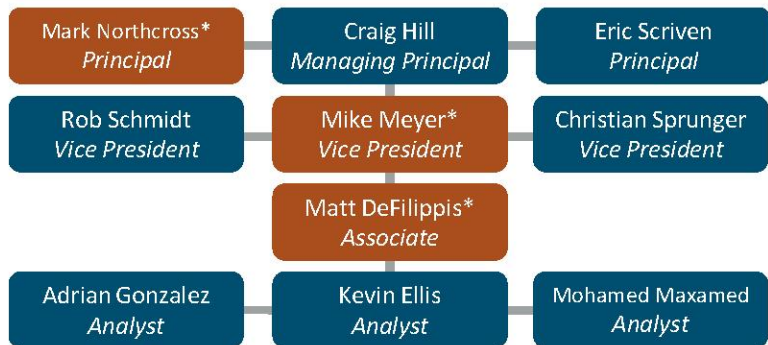 Mark Northcross*
Principal
Craig Hill
Managing Principal
Eric Scriven
Principal
Rob Schmidt
Vice President
Mike Meyer*
Vice President
Christian Sprunger
Vice President
Matt DeFilippis*
Associate
Adrian Gonzalez
Analyst
Kevin Ellis
Analyst
Mohamed Maxamed
Analyst